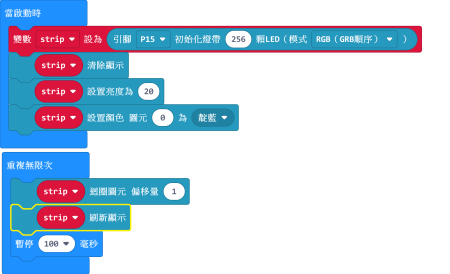 當啟動時
變數 strip 設為 引腳 P15 初始化燈帶 256 顆LED（模式 RGB（GRB順序） ）
strip 清除顯示
strip 設置亮度為 20
strip 設置顏色 圖元 0 為 靛藍
重複無限次
strip 迴圈圖元 偏移量 1
strip 刷新顯示
暫停 100 毫秒